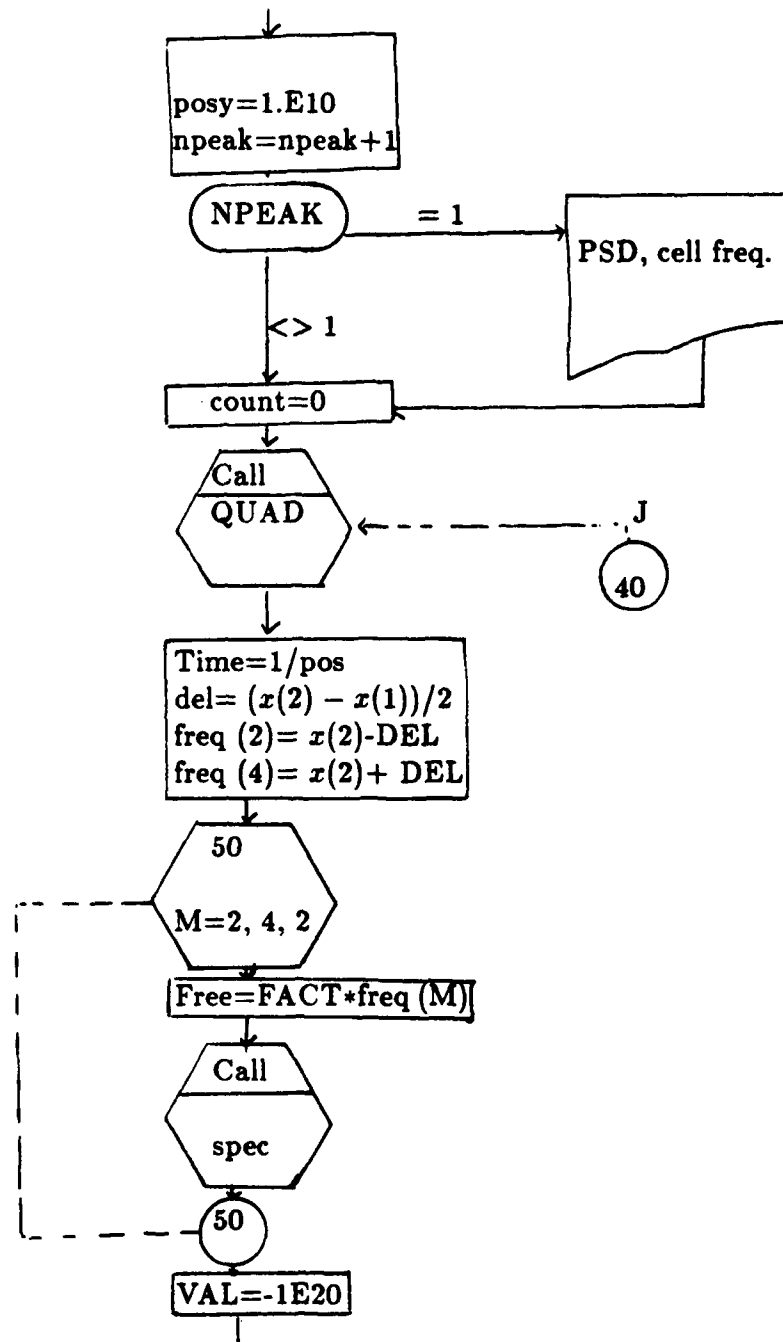 posy=1.E10
npeak=npeak+1
NPEAK
= 1
PSD, cell freq.
<> 1
count=0
Call
QUAD
J
40
Time=1/pos
del= (x(2) − x(1))/2
freq (2)= x(2)-DEL
freq (4)= x(2)+ DEL
50
M=2, 4, 2
Free=FACT*freq (M)
Call
spec
50
VAL=-1E20